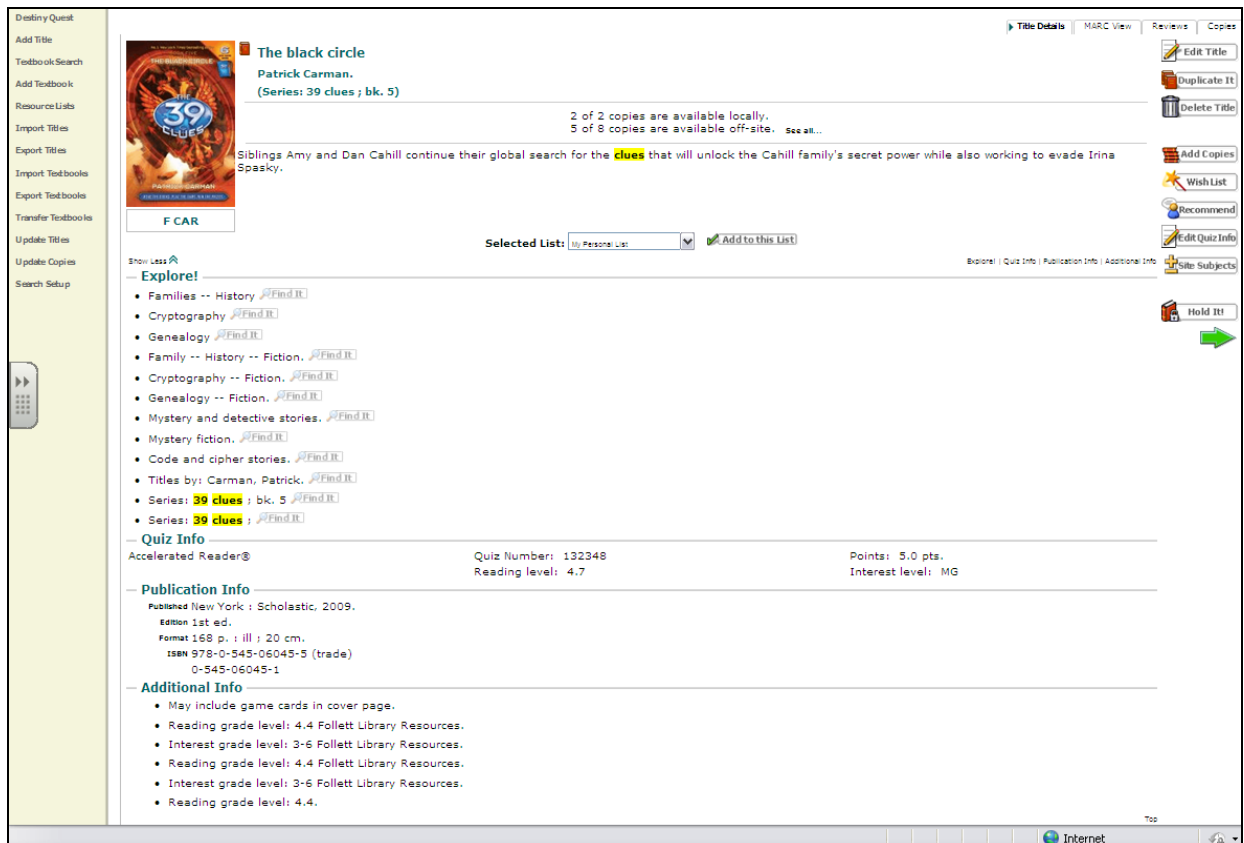 Destiny Quest
Add Title
Textbook Search
Add Textbook
Resource Lists
Import Titles
Export Titles
Import Textbooks
Export Textbooks
Transfer Textbooks
Update Titles
Update Copies
Search Setup
Title Details | MARC View | Reviews | Copies
THE BLACK CIRCLE
THE
39
CLUES
PATRICK CARMAN
The black circle
Patrick Carman.
(Series: 39 clues ; bk. 5)
2 of 2 copies are available locally.
5 of 8 copies are available off-site. See all...
Siblings Amy and Dan Cahill continue their global search for the clues that will unlock the Cahill family's secret power while also working to evade Irina
Spasky.
F CAR
Selected List: My Personal List Add to this List
Edit Title
Duplicate It
Delete Title
Add Copies
Wish List
Recommend
Edit Quiz Info
Site Subjects
Hold It!
Show Less
Explore! | Quiz Info | Publication Info | Additional Info
Explore!
• Families -- History Find It
• Cryptography Find It
• Genealogy Find It
• Family -- History -- Fiction. Find It
• Cryptography -- Fiction. Find It
• Genealogy -- Fiction. Find It
• Mystery and detective stories. Find It
• Mystery fiction. Find It
• Code and cipher stories. Find It
• Titles by: Carman, Patrick. Find It
• Series: 39 clues ; bk. 5 Find It
• Series: 39 clues ; Find It
Quiz Info
Accelerated Reader® Quiz Number: 132348 Points: 5.0 pts.
Reading level: 4.7 Interest level: MG
Publication Info
Published New York : Scholastic, 2009.
Edition 1st ed.
Format 168 p. : ill ; 20 cm.
ISBN 978-0-545-06045-5 (trade)
0-545-06045-1
Additional Info
• May include game cards in cover page.
• Reading grade level: 4.4 Follett Library Resources.
• Interest grade level: 3-6 Follett Library Resources.
• Reading grade level: 4.4 Follett Library Resources.
• Interest grade level: 3-6 Follett Library Resources.
• Reading grade level: 4.4.
Top
Internet